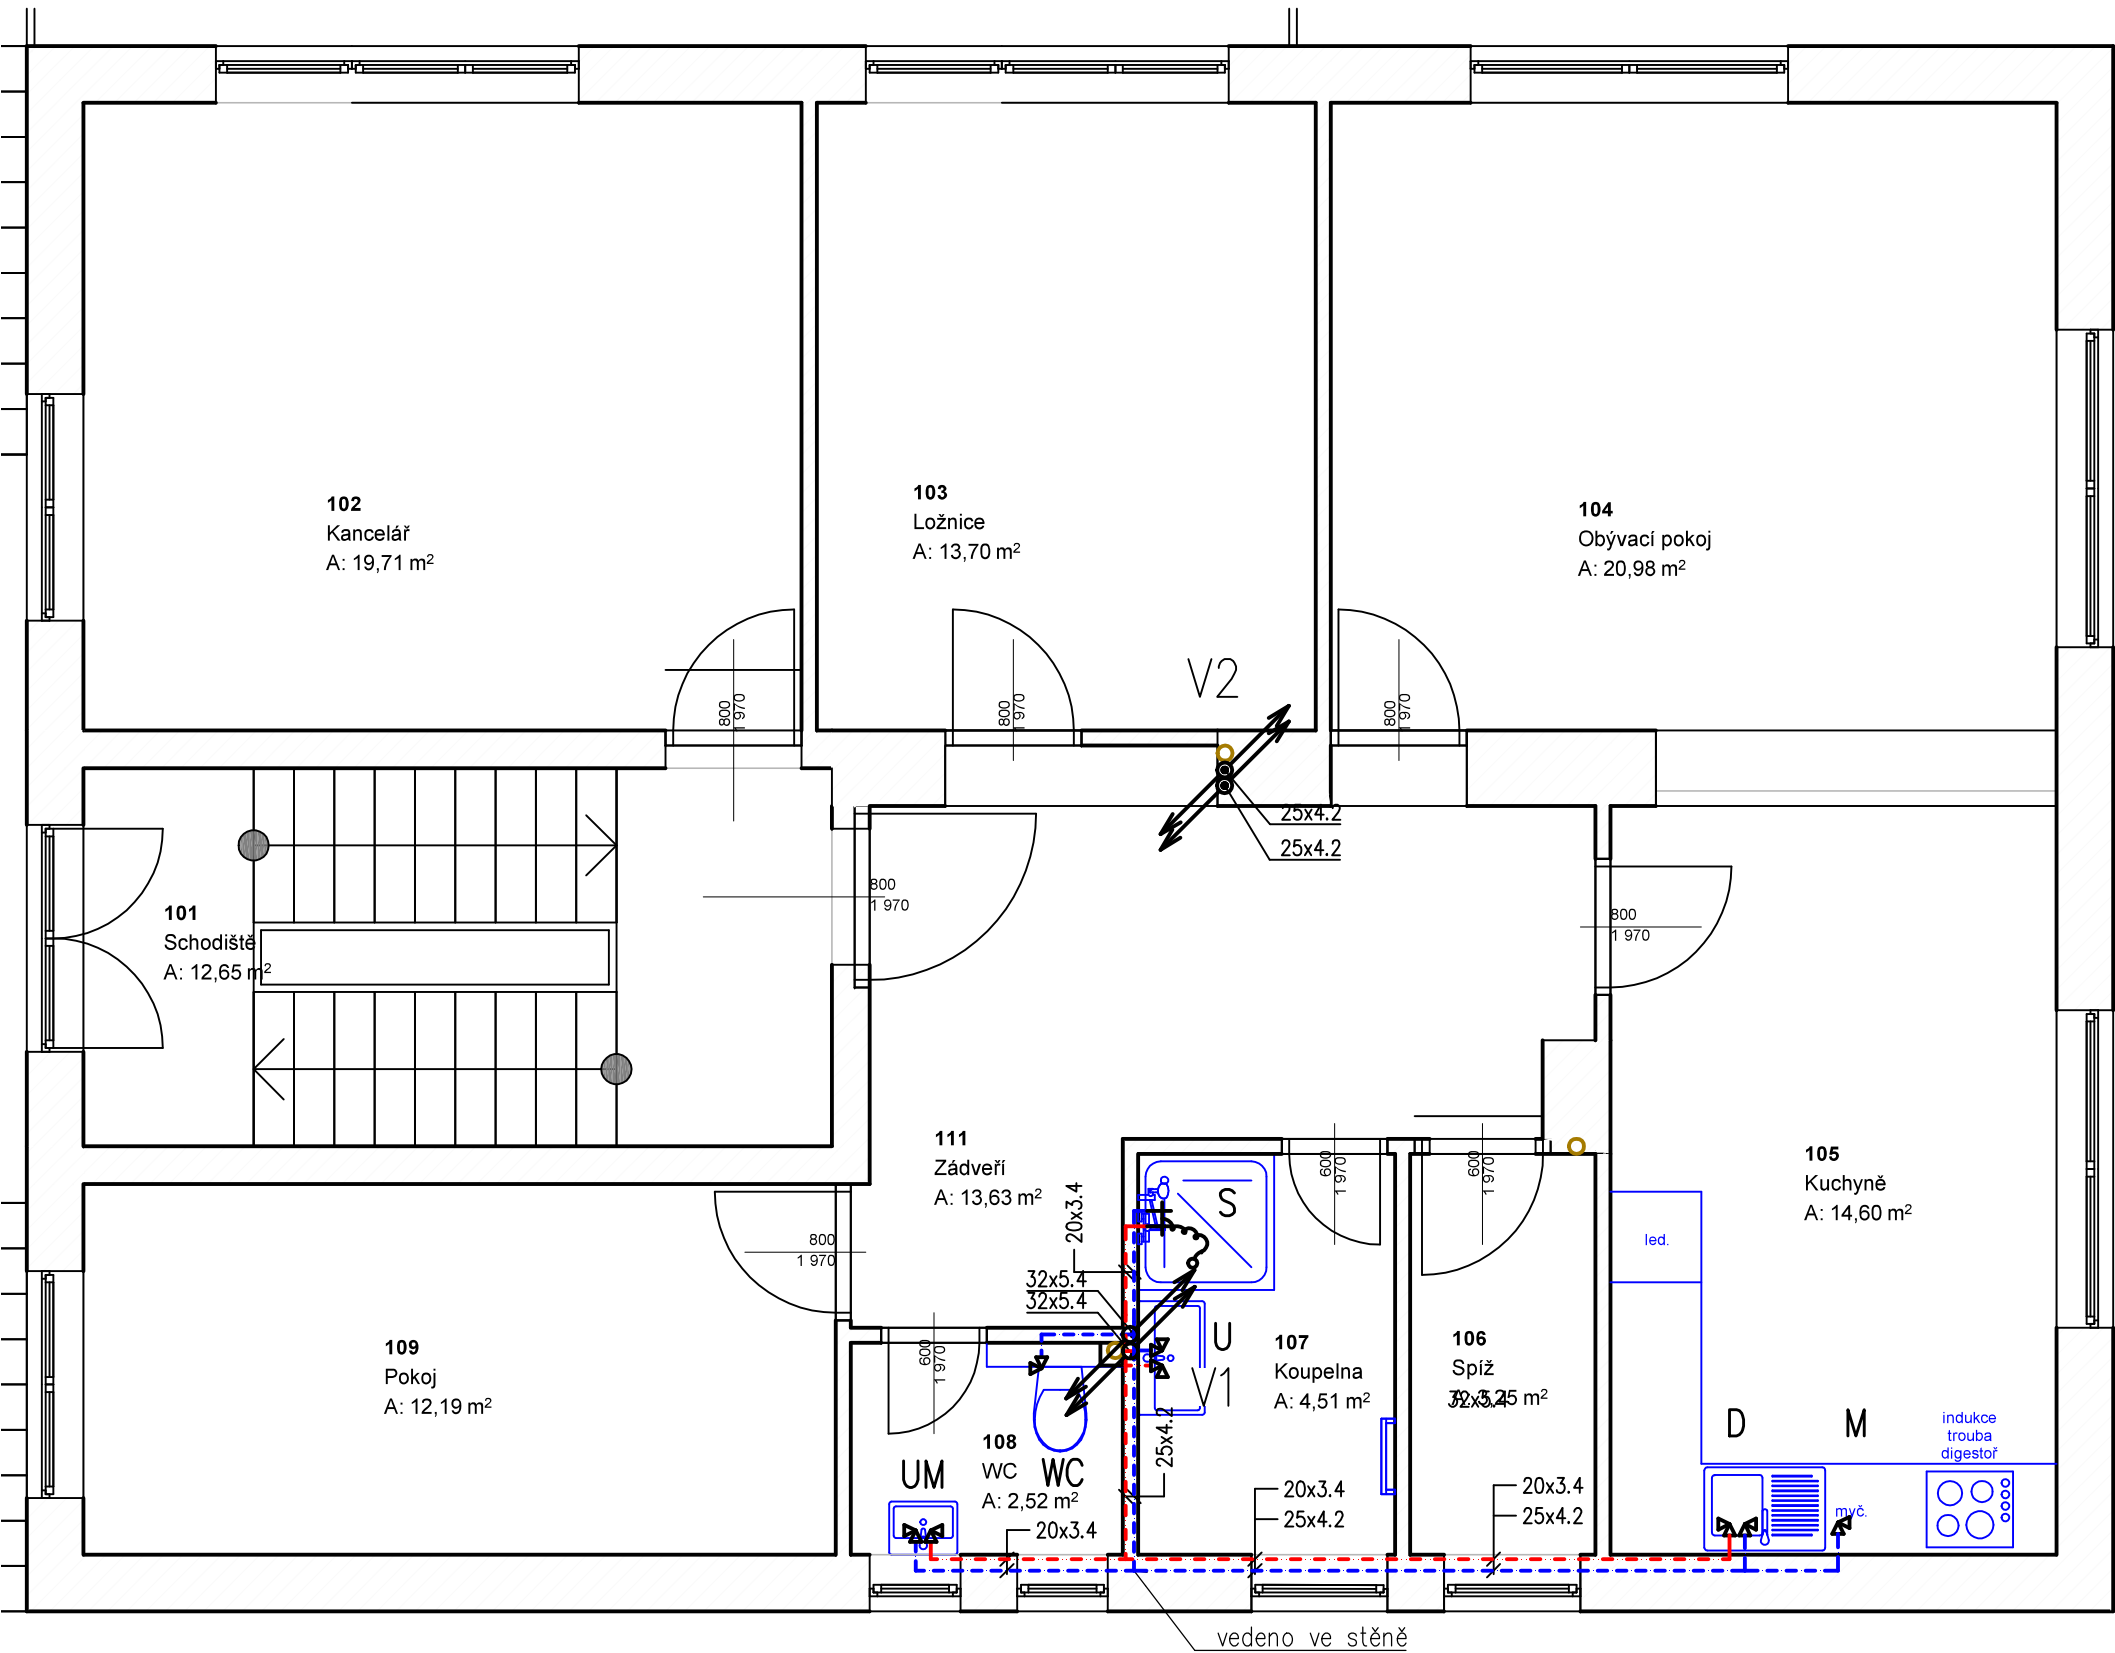 102
Kancelář
A: 19,71 m²
103
Ložnice
A: 13,70 m²
104
Obývací pokoj
A: 20,98 m²
V2
800
1 970
800
1 970
800
1 970
25x4.2
25x4.2
800
1 970
800
1 970
101
Schodiště
A: 12,65 m²
111
Zádveří
A: 13,63 m²
20x3.4
S
600
1 970
600
1 970
105
Kuchyně
A: 14,60 m²
led.
800
1 970
32x5.4
32x5.4
109
Pokoj
A: 12,19 m²
600
1 970
U
V1
107
Koupelna
A: 4,51 m²
106
Spíž
A: 3,25 m²
32x5.4
25x4.2
108
WC
A: 2,52 m²
UM
WC
D
M
indukce
trouba
digestoř
myč.
20x3.4
20x3.4
25x4.2
20x3.4
25x4.2
vedeno ve stěně